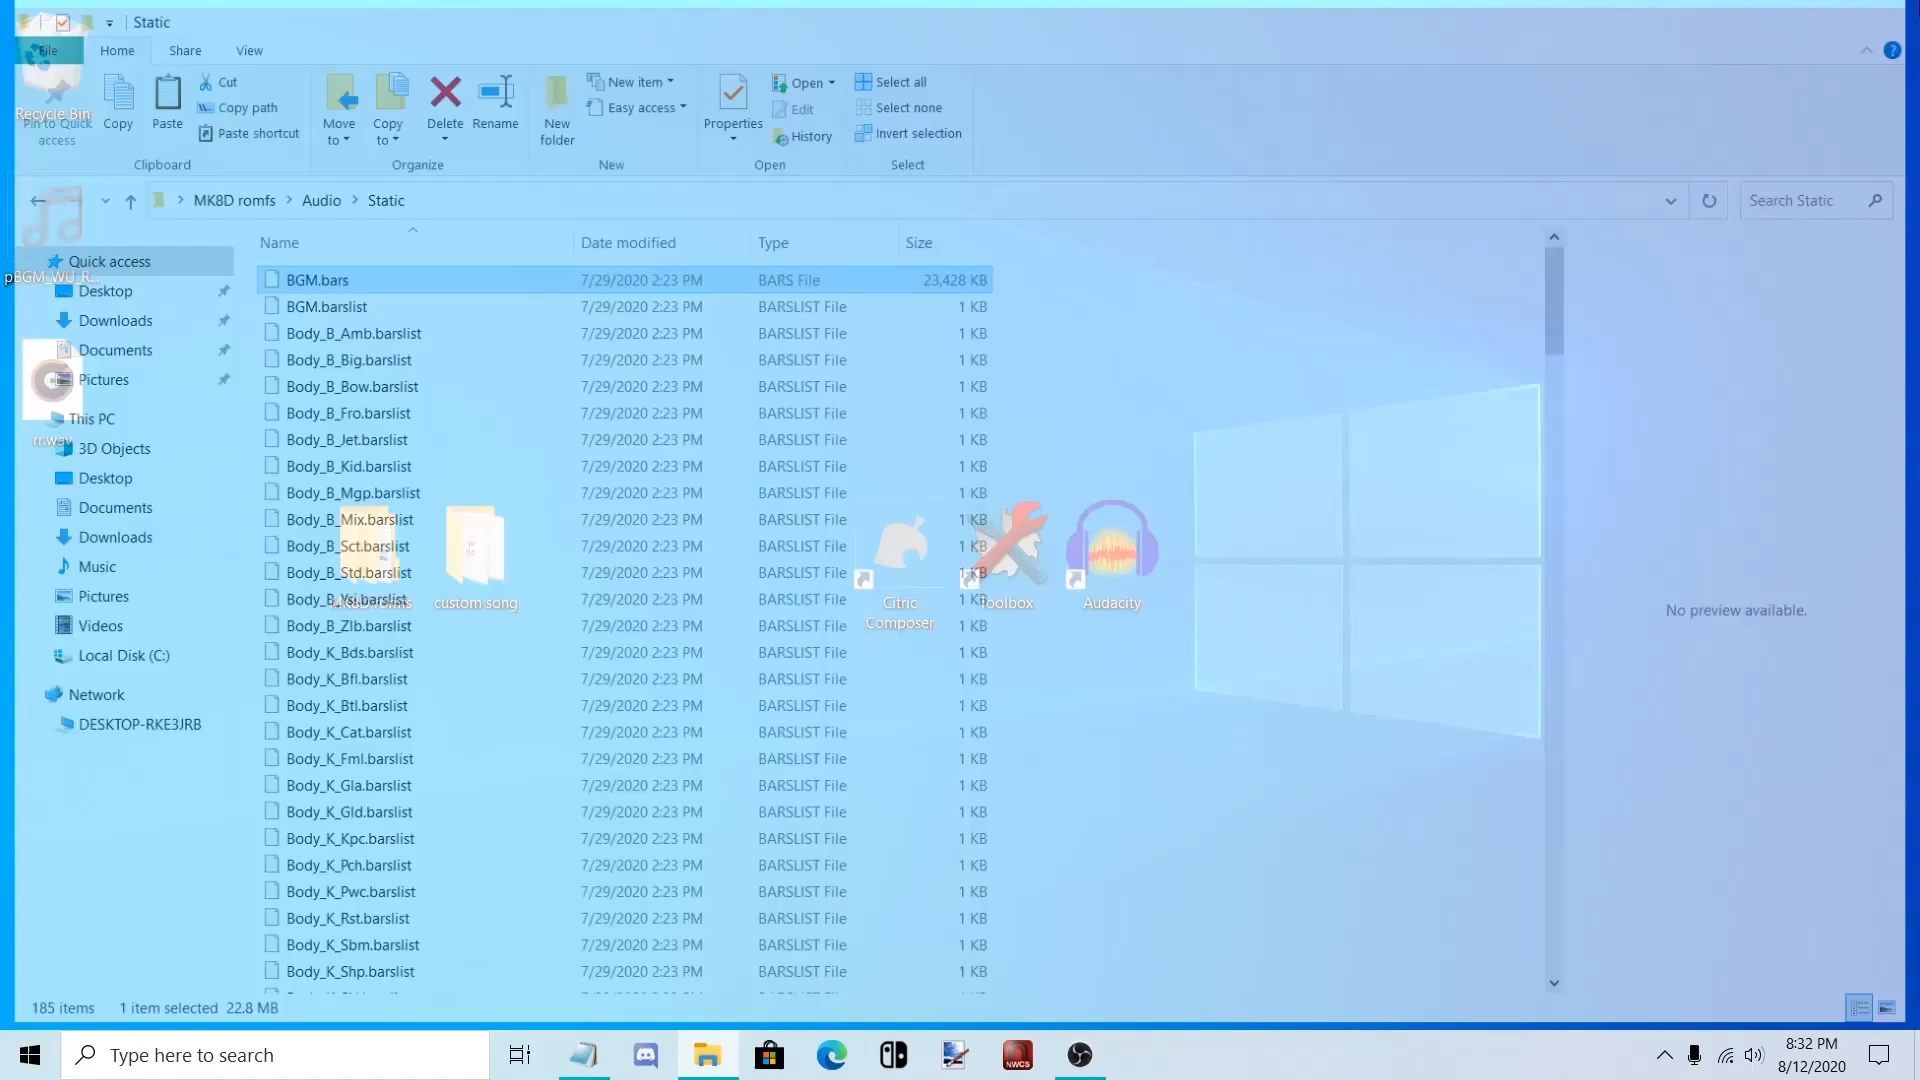 Static
File Home Share View
Recycle Bin
Pin to Quick access
Copy
Paste
Cut
Copy path
Paste shortcut
Clipboard
Move to
Copy to
Delete
Rename
Organize
New folder
New item
Easy access
New
Properties
Open
Edit
History
Open
Select all
Select none
Invert selection
Select
MK8D romfs > Audio > Static
Search Static
Name Date modified Type Size
pBGM_WU_R...
Quick access
Desktop
Downloads
Documents
Pictures
This PC
3D Objects
Desktop
Documents
Downloads
Music
Pictures
Videos
Local Disk (C:)
Network
DESKTOP-RKE3JRB
BGM.bars 7/29/2020 2:23 PM BARS File 23,428 KB
BGM.barslist 7/29/2020 2:23 PM BARSLIST File 1 KB
Body_B_Amb.barslist 7/29/2020 2:23 PM BARSLIST File 1 KB
Body_B_Big.barslist 7/29/2020 2:23 PM BARSLIST File 1 KB
Body_B_Bow.barslist 7/29/2020 2:23 PM BARSLIST File 1 KB
Body_B_Fro.barslist 7/29/2020 2:23 PM BARSLIST File 1 KB
Body_B_Jet.barslist 7/29/2020 2:23 PM BARSLIST File 1 KB
Body_B_Kid.barslist 7/29/2020 2:23 PM BARSLIST File 1 KB
Body_B_Mgp.barslist 7/29/2020 2:23 PM BARSLIST File 1 KB
Body_B_Mix.barslist 7/29/2020 2:23 PM BARSLIST File 1 KB
Body_B_Sct.barslist 7/29/2020 2:23 PM BARSLIST File 1 KB
Body_B_Std.barslist 7/29/2020 2:23 PM BARSLIST File 1 KB
Body_B_Ysi.barslist 7/29/2020 2:23 PM BARSLIST File 1 KB
Body_B_Zlb.barslist 7/29/2020 2:23 PM BARSLIST File 1 KB
Body_K_Bds.barslist 7/29/2020 2:23 PM BARSLIST File 1 KB
Body_K_Bfl.barslist 7/29/2020 2:23 PM BARSLIST File 1 KB
Body_K_Btl.barslist 7/29/2020 2:23 PM BARSLIST File 1 KB
Body_K_Cat.barslist 7/29/2020 2:23 PM BARSLIST File 1 KB
Body_K_Fml.barslist 7/29/2020 2:23 PM BARSLIST File 1 KB
Body_K_Gla.barslist 7/29/2020 2:23 PM BARSLIST File 1 KB
Body_K_Gld.barslist 7/29/2020 2:23 PM BARSLIST File 1 KB
Body_K_Kpc.barslist 7/29/2020 2:23 PM BARSLIST File 1 KB
Body_K_Pch.barslist 7/29/2020 2:23 PM BARSLIST File 1 KB
Body_K_Pwc.barslist 7/29/2020 2:23 PM BARSLIST File 1 KB
Body_K_Rst.barslist 7/29/2020 2:23 PM BARSLIST File 1 KB
Body_K_Sbm.barslist 7/29/2020 2:23 PM BARSLIST File 1 KB
Body_K_Shp.barslist 7/29/2020 2:23 PM BARSLIST File 1 KB
custom song
Citric
Composer
Toolbox
Audacity
No preview available.
185 items 1 item selected 22.8 MB
Type here to search
NWCS
8:32 PM
8/12/2020